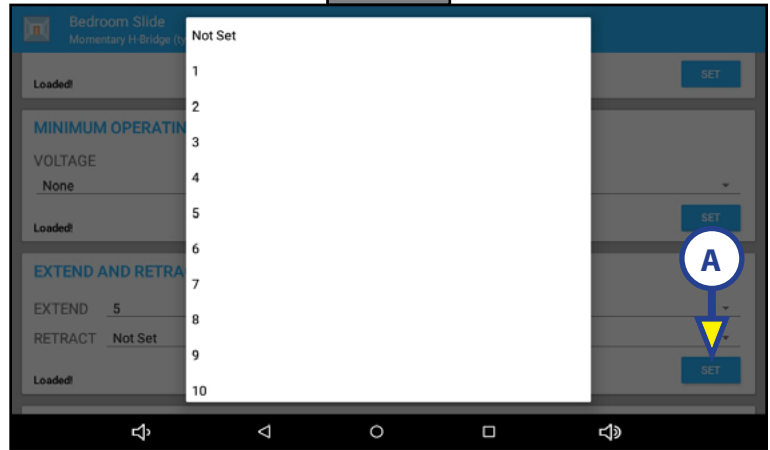 Bedroom Slide
Momentary H-Bridge (ty
Loaded!
SET
MINIMUM OPERATIN
VOLTAGE
None
Loaded!
SET
EXTEND AND RETRA
EXTEND 5
RETRACT Not Set
Loaded!
SET
Not Set
1
2
3
4
5
6
7
8
9
10
A